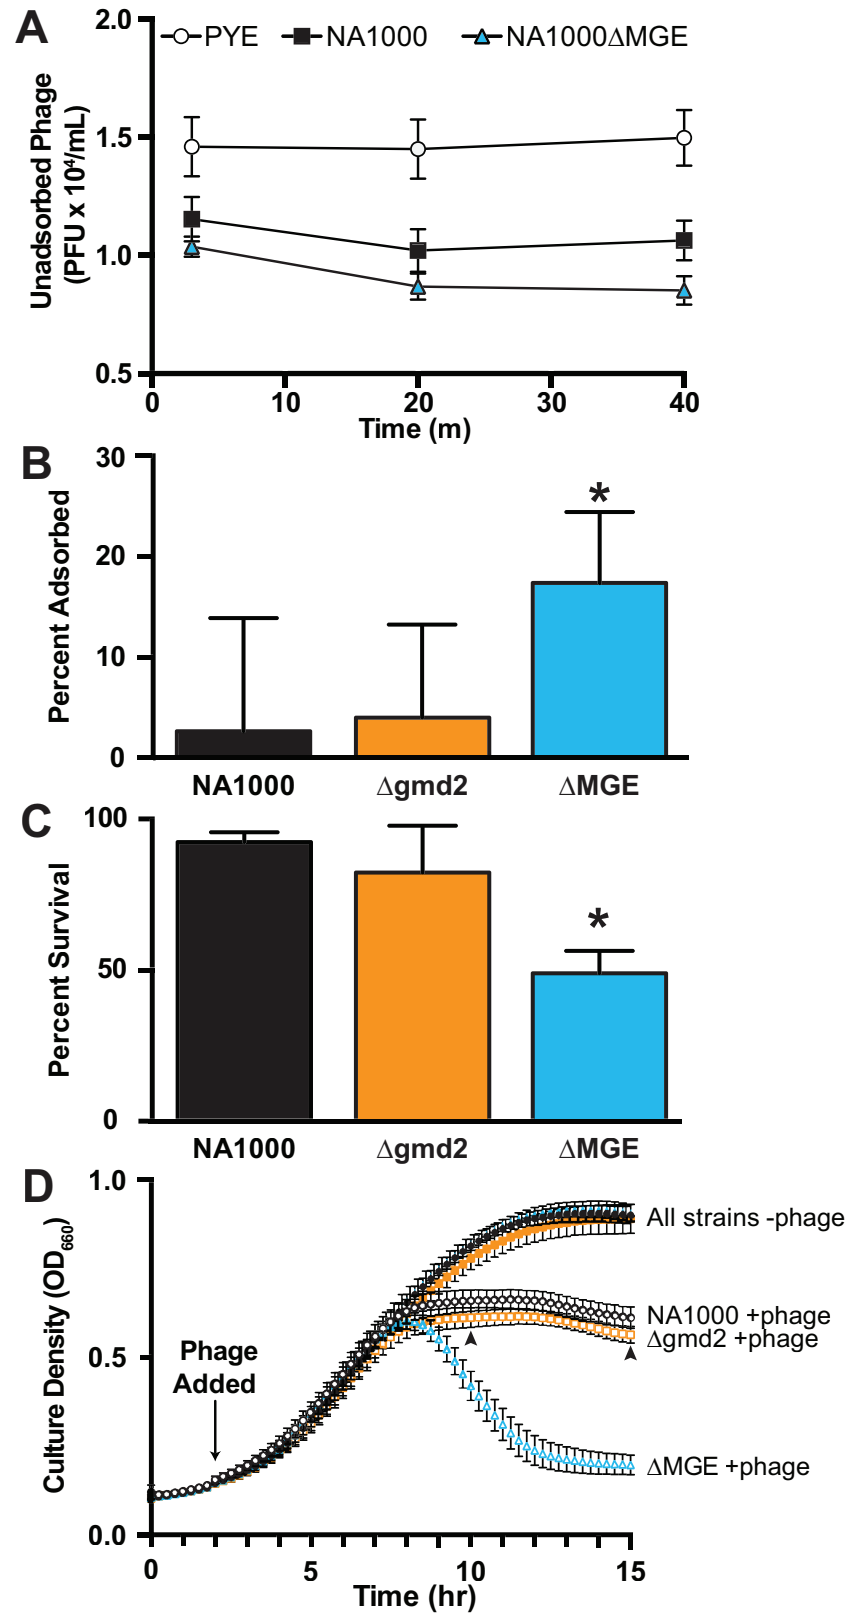 A
PYE NA1000 NA1000ΔMGE
Unadsorbed Phage
(PFU x 10⁴/mL)
2.0
1.5
1.0
0.5
0 10 20 30 40
Time (m)
B
Percent Adsorbed
30
20
10
0
*
NA1000 Δgmd2 ΔMGE
C
Percent Survival
100
50
0
*
NA1000 Δgmd2 ΔMGE
D
Culture Density (OD₆₆₀)
1.0
0.5
0.0
Phage
Added
All strains -phage
NA1000 +phage
Δgmd2 +phage
ΔMGE +phage
0 5 10 15
Time (hr)